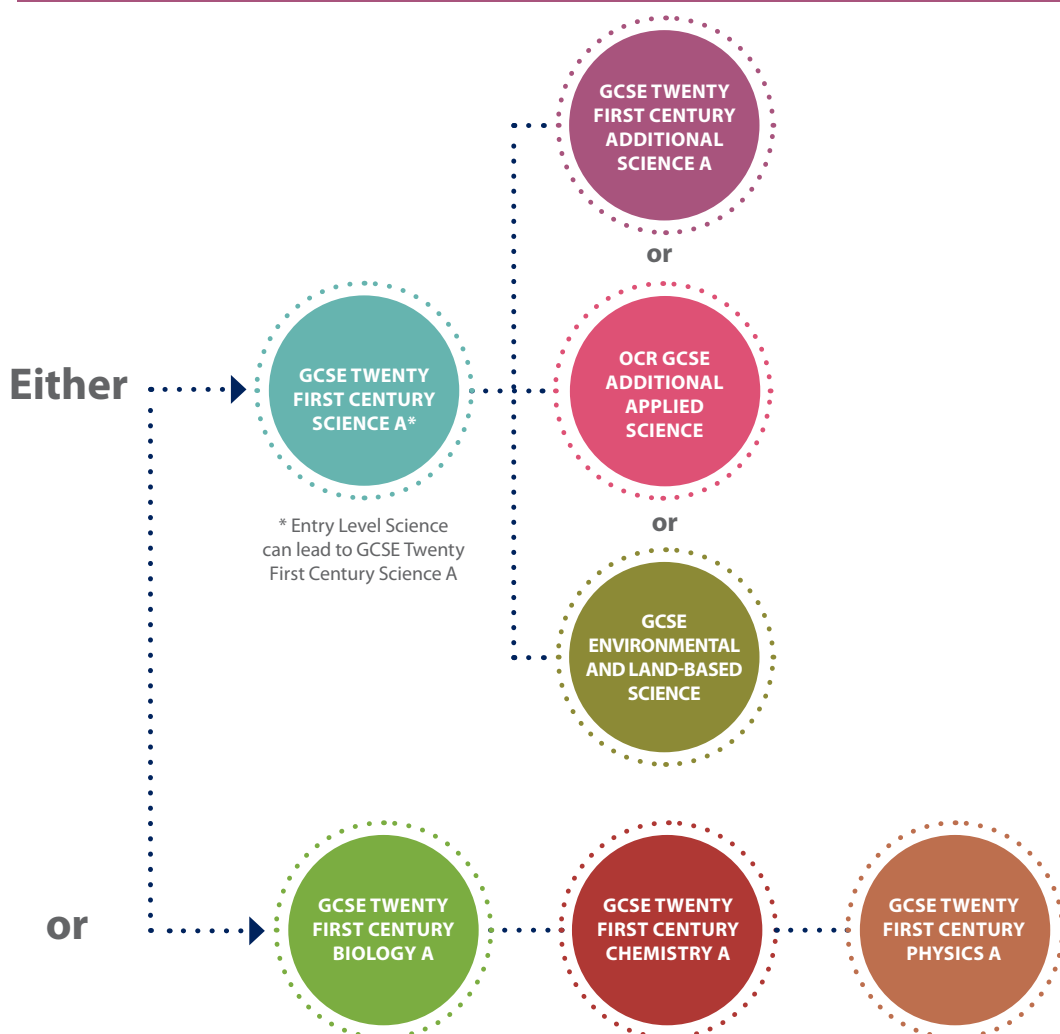 GCSE TWENTY
FIRST CENTURY
ADDITIONAL
SCIENCE A
or
Either
GCSE TWENTY
FIRST CENTURY
SCIENCE A*
OCR GCSE
ADDITIONAL
APPLIED
SCIENCE
* Entry Level Science
can lead to GCSE Twenty
First Century Science A
or
GCSE
ENVIRONMENTAL
AND LAND-BASED
SCIENCE
or
GCSE TWENTY
FIRST CENTURY
BIOLOGY A
GCSE TWENTY
FIRST CENTURY
CHEMISTRY A
GCSE TWENTY
FIRST CENTURY
PHYSICS A